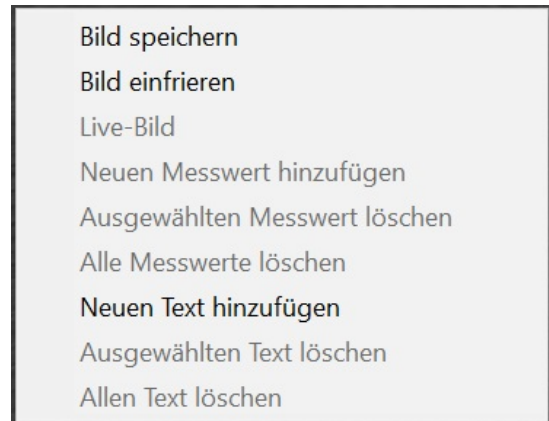 Bild speichern
Bild einfrieren
Live-Bild
Neuen Messwert hinzufügen
Ausgewählten Messwert löschen
Alle Messwerte löschen
Neuen Text hinzufügen
Ausgewählten Text löschen
Allen Text löschen